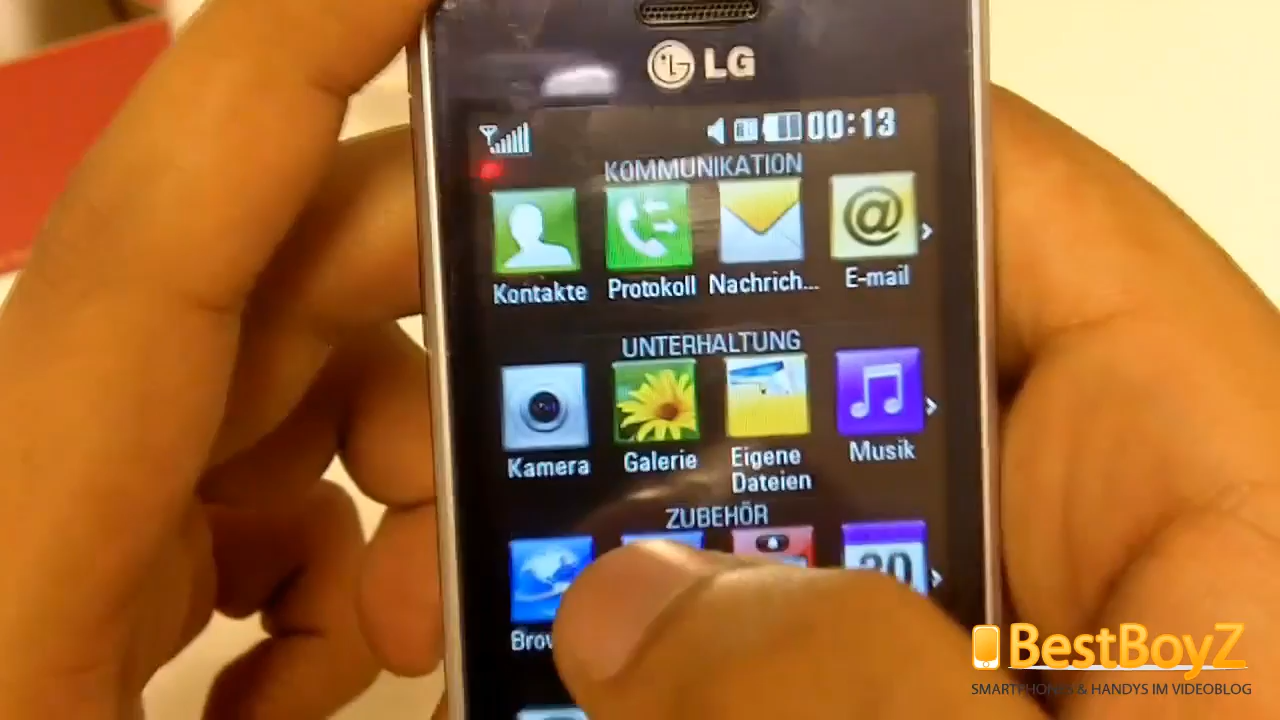 LG
00:13
KOMMUNIKATION
Kontakte Protokoll Nachrich... E-mail
UNTERHALTUNG
Kamera Galerie Eigene Dateien Musik
ZUBEHÖR
30
BestBoyZ
SMARTPHONES & HANDYS IM VIDEOBLOG